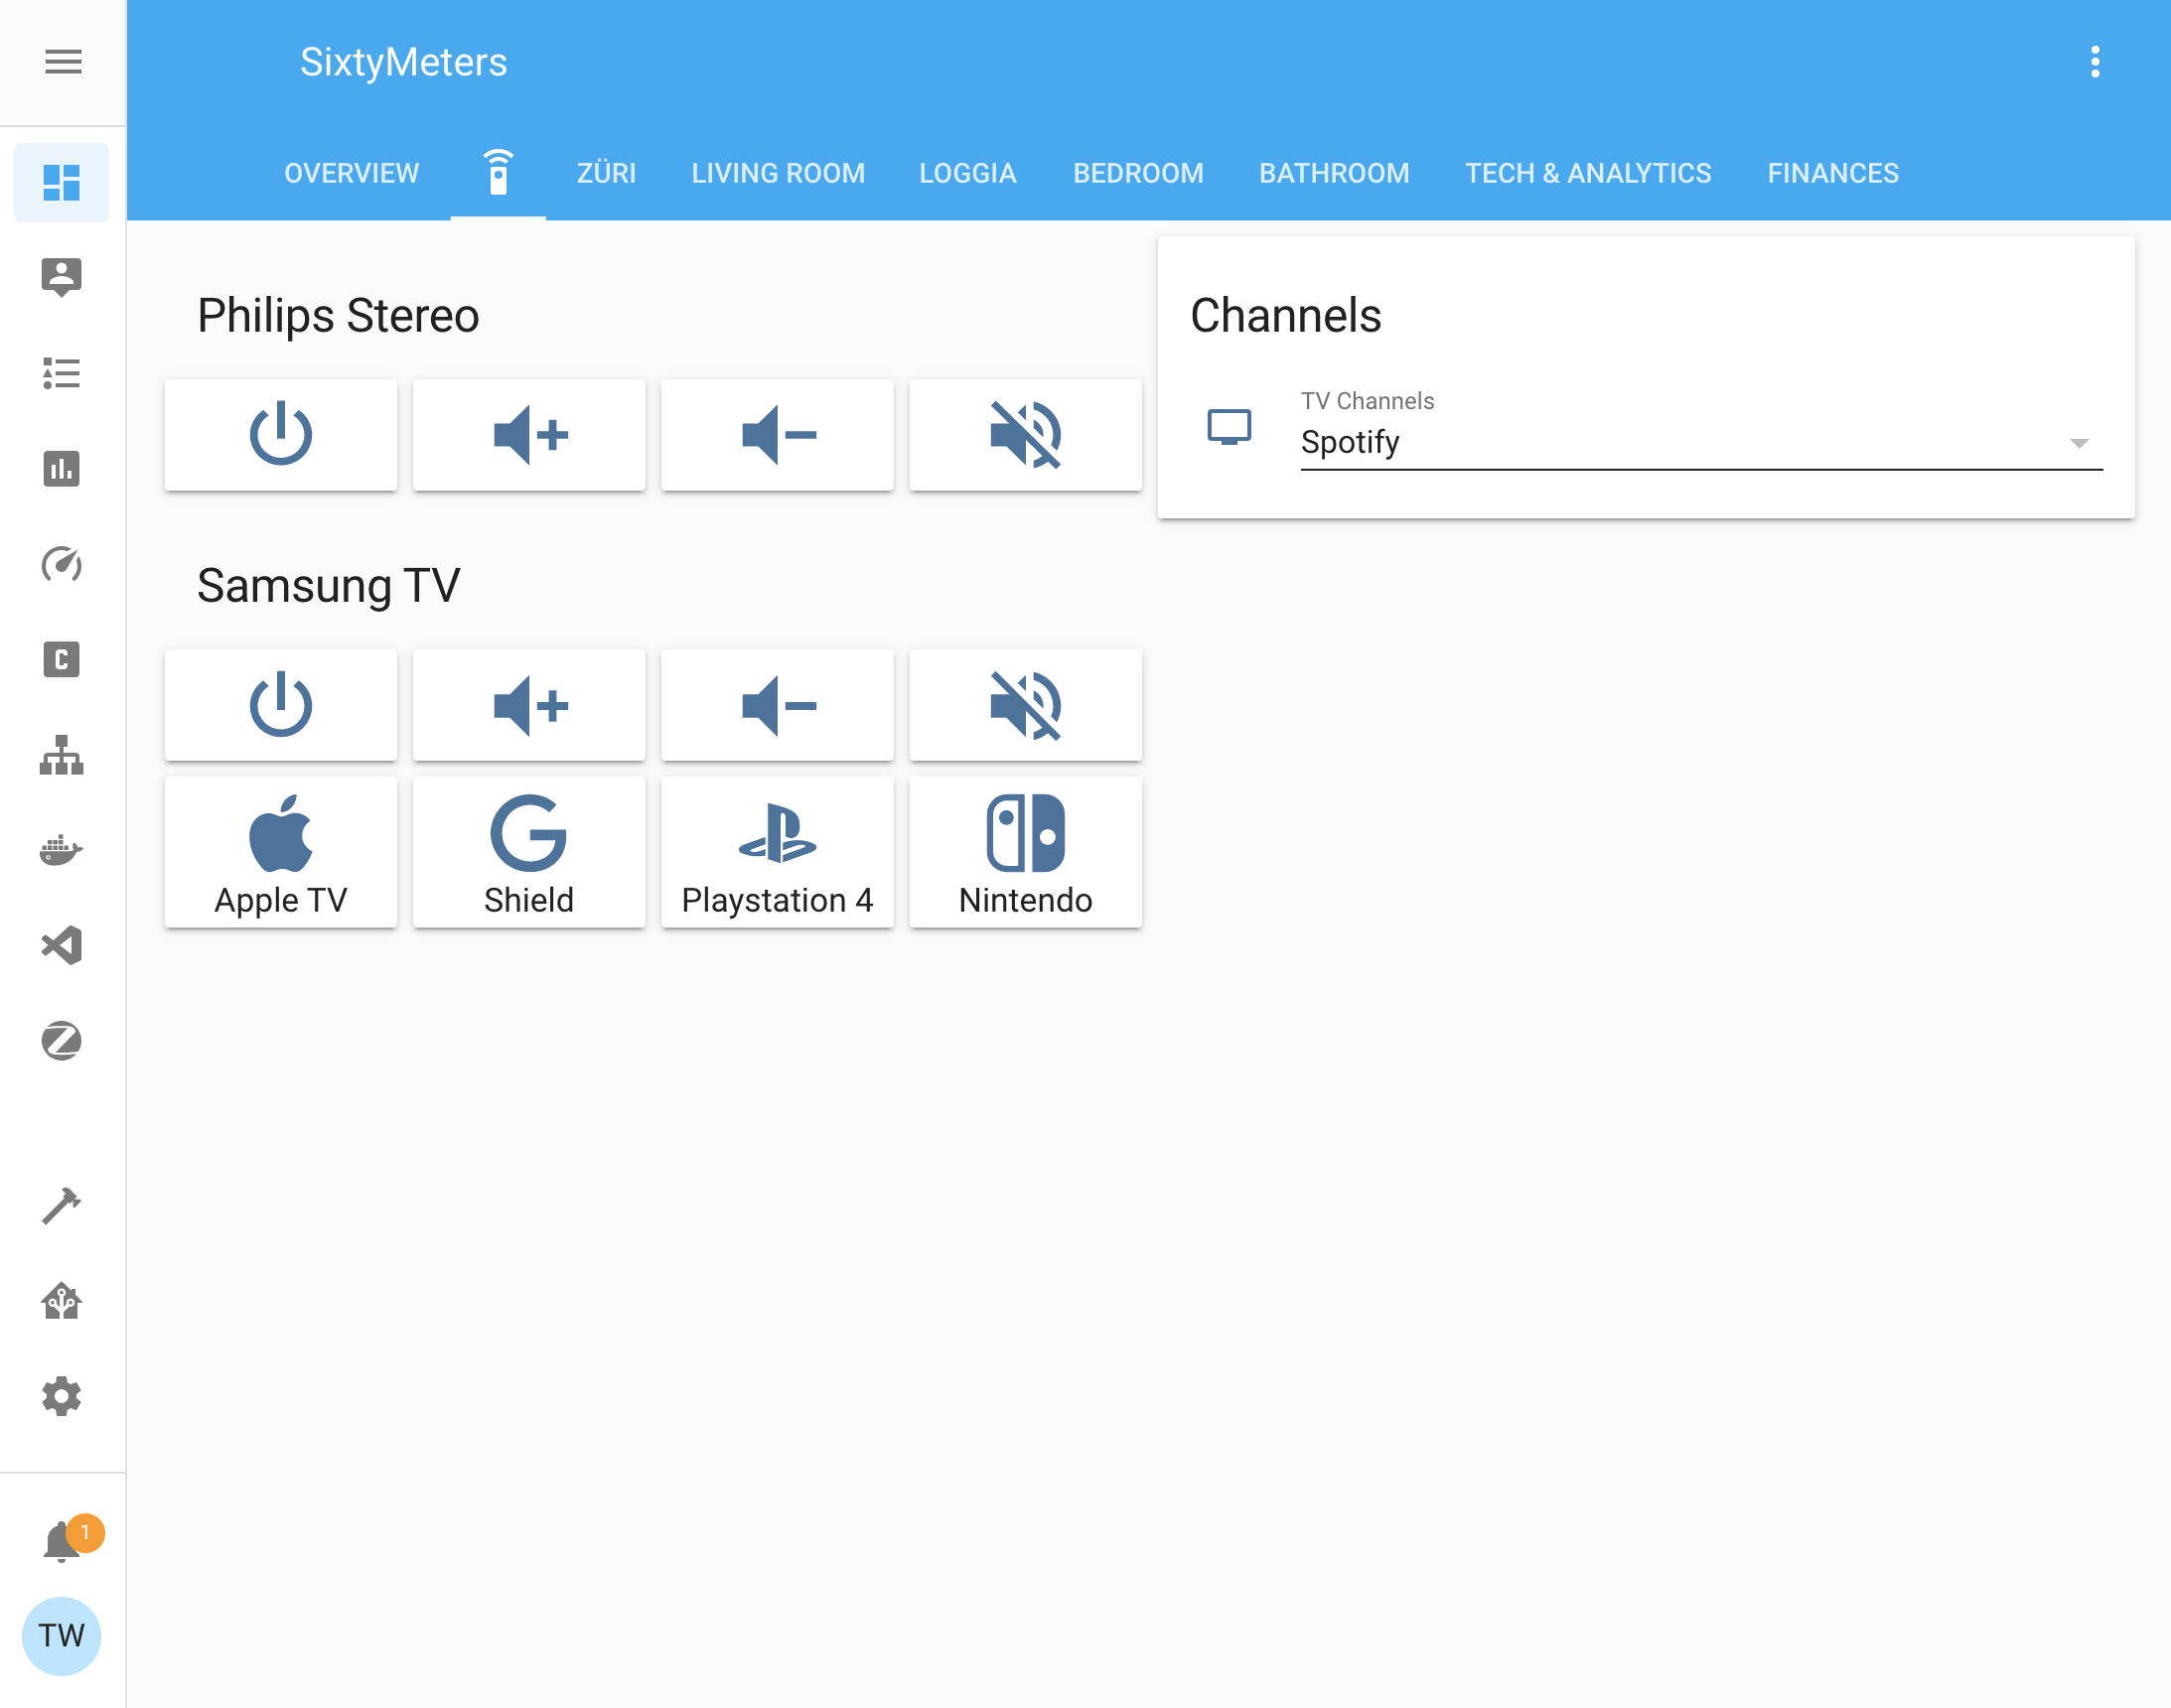 SixtyMeters
OVERVIEW ZÜRI LIVING ROOM LOGGIA BEDROOM BATHROOM TECH & ANALYTICS FINANCES
Philips Stereo
Channels
TV Channels
Spotify
Samsung TV
Apple TV Shield Playstation 4 Nintendo
C
1
TW